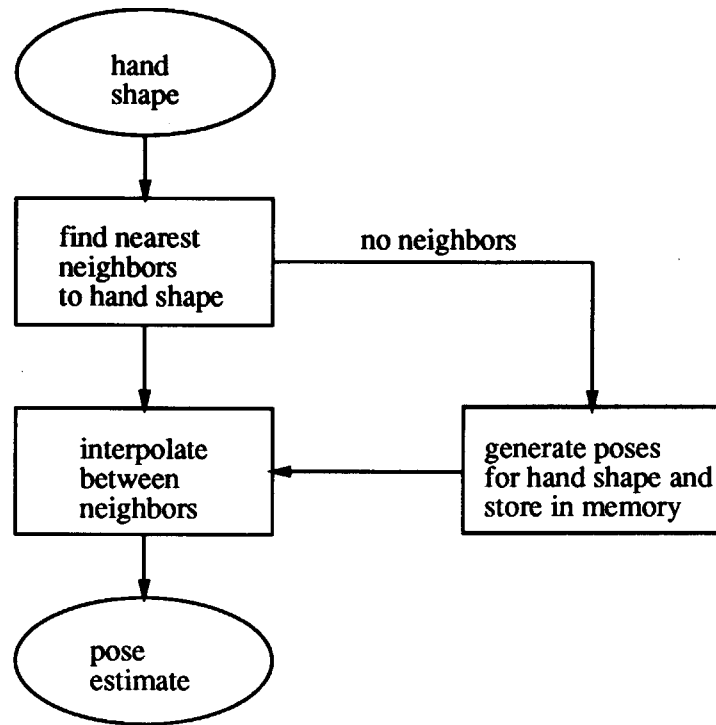 hand
shape
find nearest
neighbors
to hand shape
no neighbors
interpolate
between
neighbors
generate poses
for hand shape and
store in memory
pose
estimate